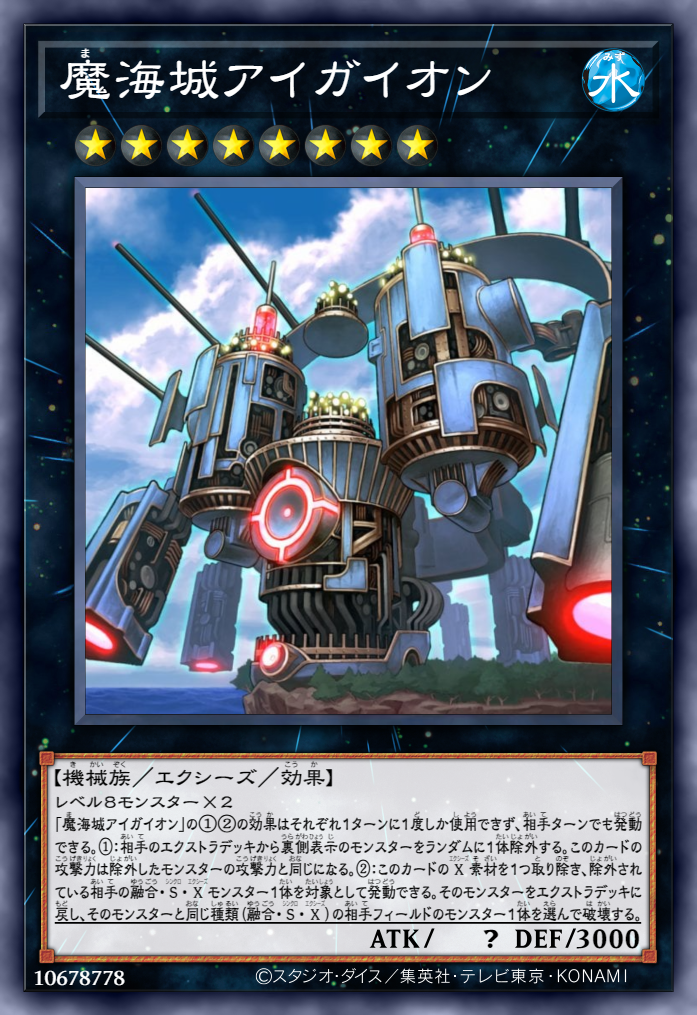 魔海城アイガイオン
水
【機械族／エクシーズ／効果】
レベル８モンスター×２
「魔海城アイガイオン」の①②の効果はそれぞれ1ターンに1度しか使用できず、相手ターンでも発動
できる。①：相手のエクストラデッキから裏側表示のモンスターをランダムに1体除外する。このカードの
攻撃力は除外したモンスターの攻撃力と同じになる。②：このカードのＸ素材を1つ取り除き、除外され
ている相手の融合・Ｓ・Ｘモンスター1体を対象として発動できる。そのモンスターをエクストラデッキに
戻し、そのモンスターと同じ種類（融合・Ｓ・Ｘ）の相手フィールドのモンスター1体を選んで破壊する。
ATK/ ? DEF/3000
10678778 ©スタジオ・ダイス／集英社・テレビ東京・KONAMI